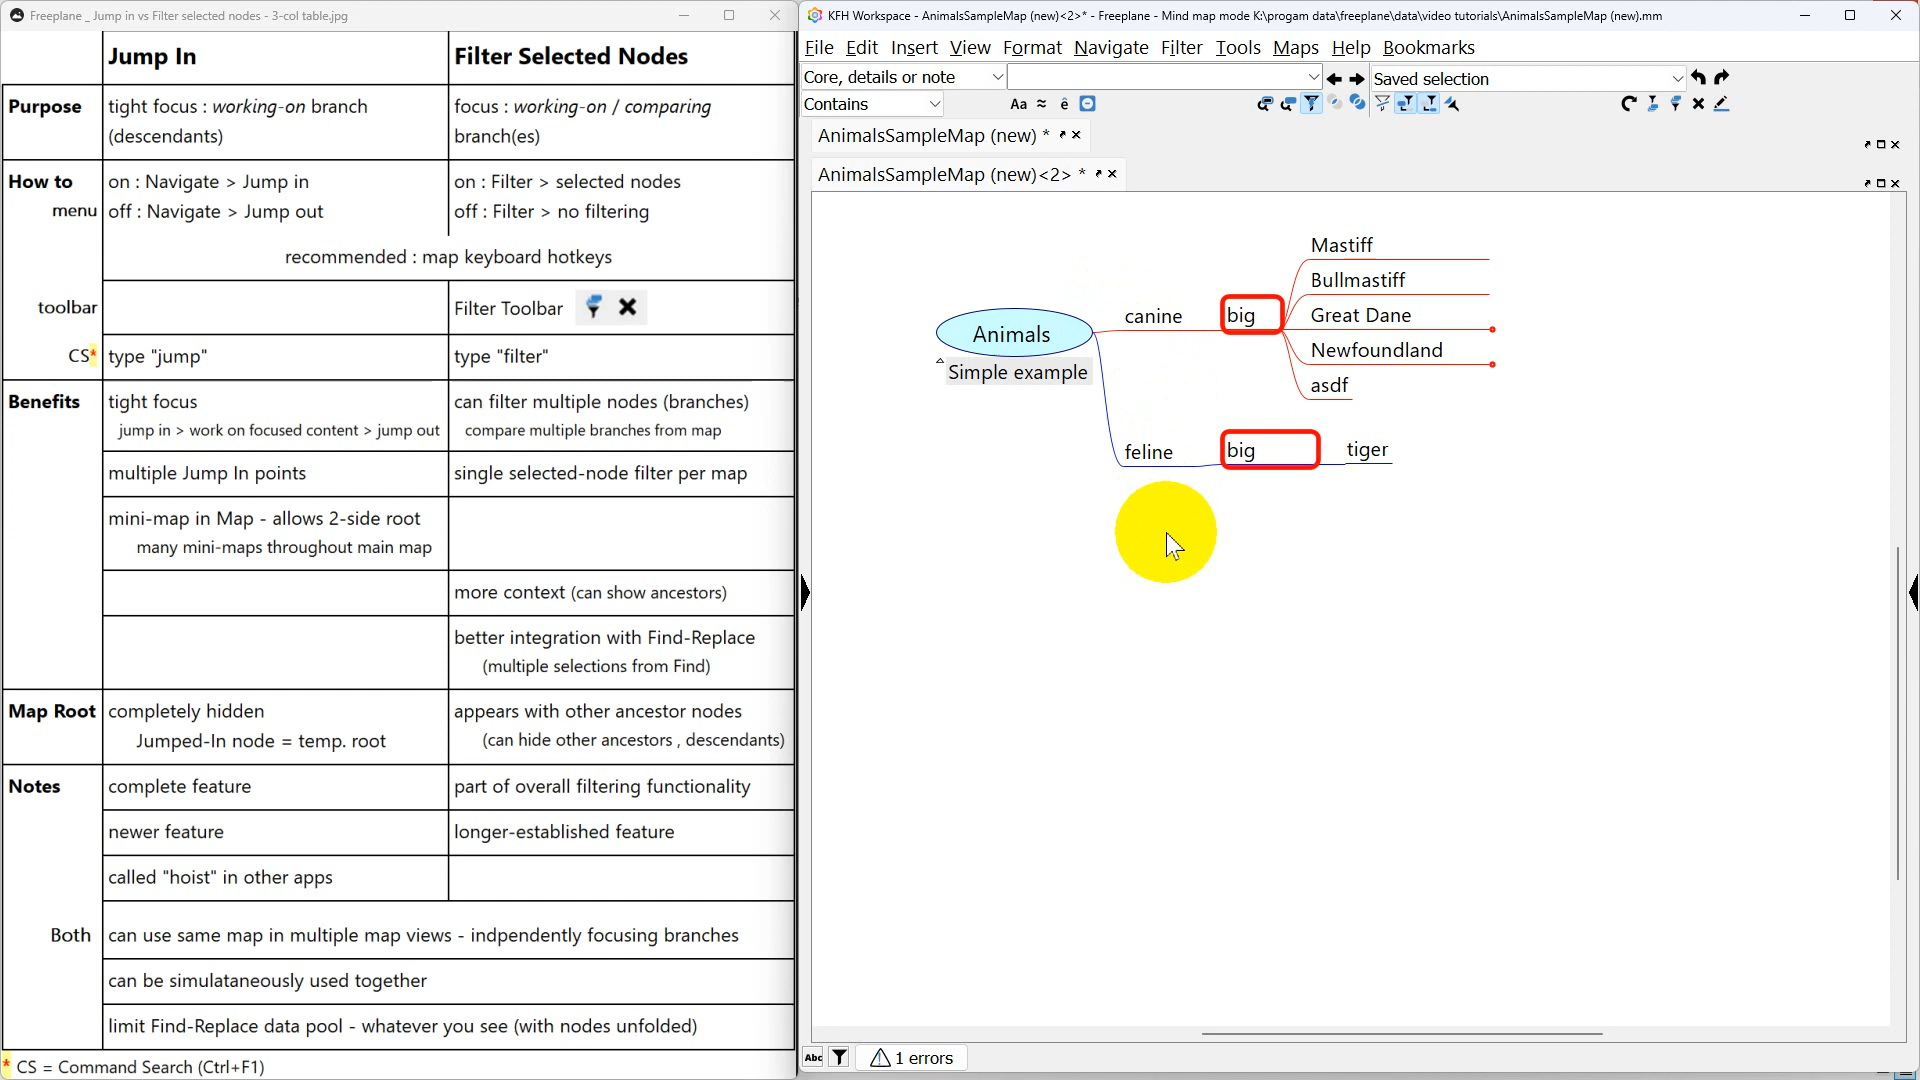 Freeplane _ Jump in vs Filter selected nodes - 3-col table.jpg
Jump In
Filter Selected Nodes
Purpose
tight focus : working-on branch
(descendants)
focus : working-on / comparing
branch(es)
How to
menu
on : Navigate > Jump in
off : Navigate > Jump out
on : Filter > selected nodes
off : Filter > no filtering
recommended : map keyboard hotkeys
toolbar
Filter Toolbar
CS*
type "jump"
type "filter"
Benefits
tight focus
jump in > work on focused content > jump out
can filter multiple nodes (branches)
compare multiple branches from map
multiple Jump In points
single selected-node filter per map
mini-map in Map - allows 2-side root
many mini-maps throughout main map
more context (can show ancestors)
better integration with Find-Replace
(multiple selections from Find)
Map Root
completely hidden
Jumped-In node = temp. root
appears with other ancestor nodes
(can hide other ancestors , descendants)
Notes
complete feature
part of overall filtering functionality
newer feature
longer-established feature
called "hoist" in other apps
Both
can use same map in multiple map views - indpendently focusing branches
can be simulataneously used together
limit Find-Replace data pool - whatever you see (with nodes unfolded)
* CS = Command Search (Ctrl+F1)
KFH Workspace - AnimalsSampleMap (new)<2>* - Freeplane - Mind map mode K:\progam data\freeplane\data\video tutorials\AnimalsSampleMap (new).mm
File Edit Insert View Format Navigate Filter Tools Maps Help Bookmarks
Core, details or note
Saved selection
Contains
Aa ≈ ê
AnimalsSampleMap (new) *
AnimalsSampleMap (new)<2> *
Mastiff
Bullmastiff
canine
big
Great Dane
Animals
Newfoundland
Simple example
asdf
feline
big
tiger
Abc
1 errors